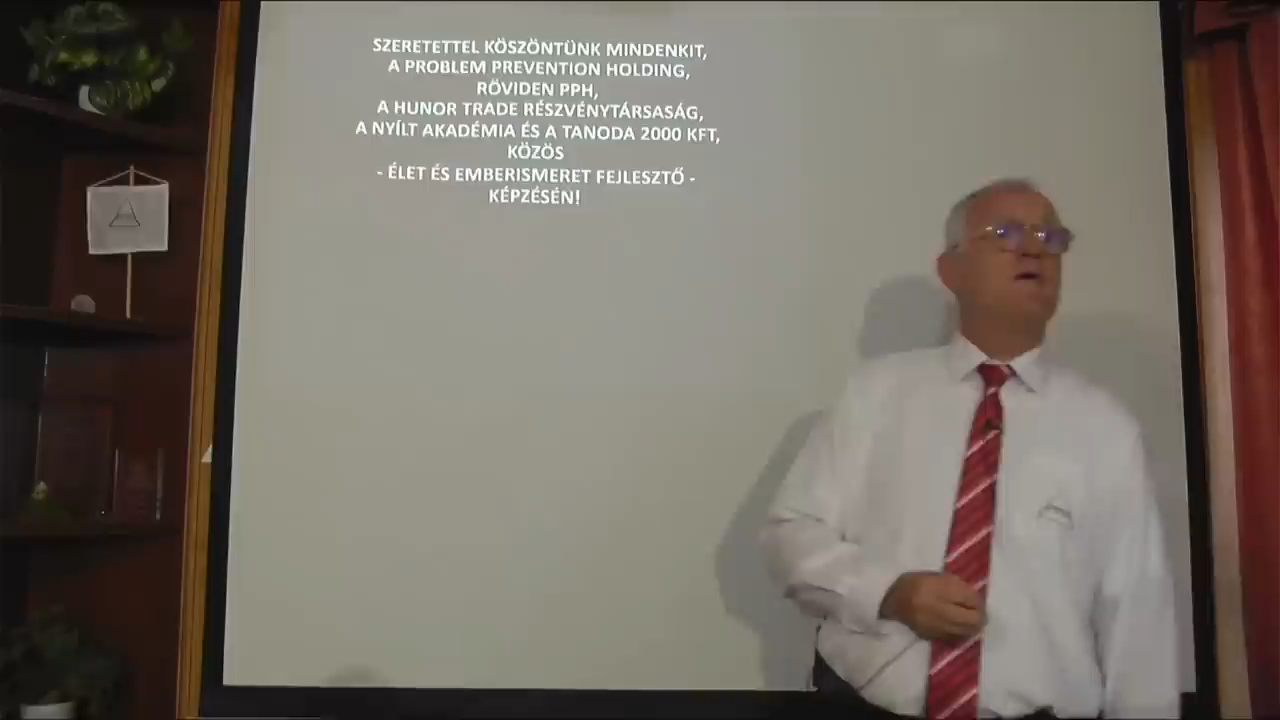 SZERETETTEL KÖSZÖNTÜNK MINDENKIT,
A PROBLEM PREVENTION HOLDING,
RÖVIDEN PPH,
A HUNOR TRADE RÉSZVÉNYTÁRSASÁG,
A NYÍLT AKADÉMIA ÉS A TANODA 2000 KFT,
KÖZÖS
- ÉLET ÉS EMBERISMERET FEJLESZTŐ -
KÉPZÉSÉN!